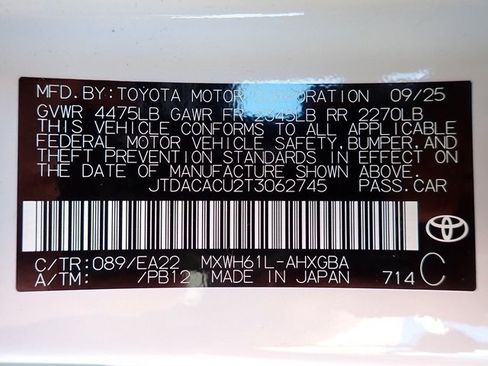 MFD.BY:TOYOTA MOTOR CORPORATION 09/25
GVWR 4475LB GAWR FR 2345LB RR 2270LB
THIS VEHICLE CONFORMS TO ALL APPLICABLE
FEDERAL MOTOR VEHICLE SAFETY, BUMPER, AND
THEFT PREVENTION STANDARDS IN EFFECT ON
THE DATE OF MANUFACTURE SHOWN ABOVE.
JTDACACU2T3062745 PASS.CAR
C/TR:089/EA22 MXWH61L-AHXGBA
A/TM: /PB12 MADE IN JAPAN 714 C